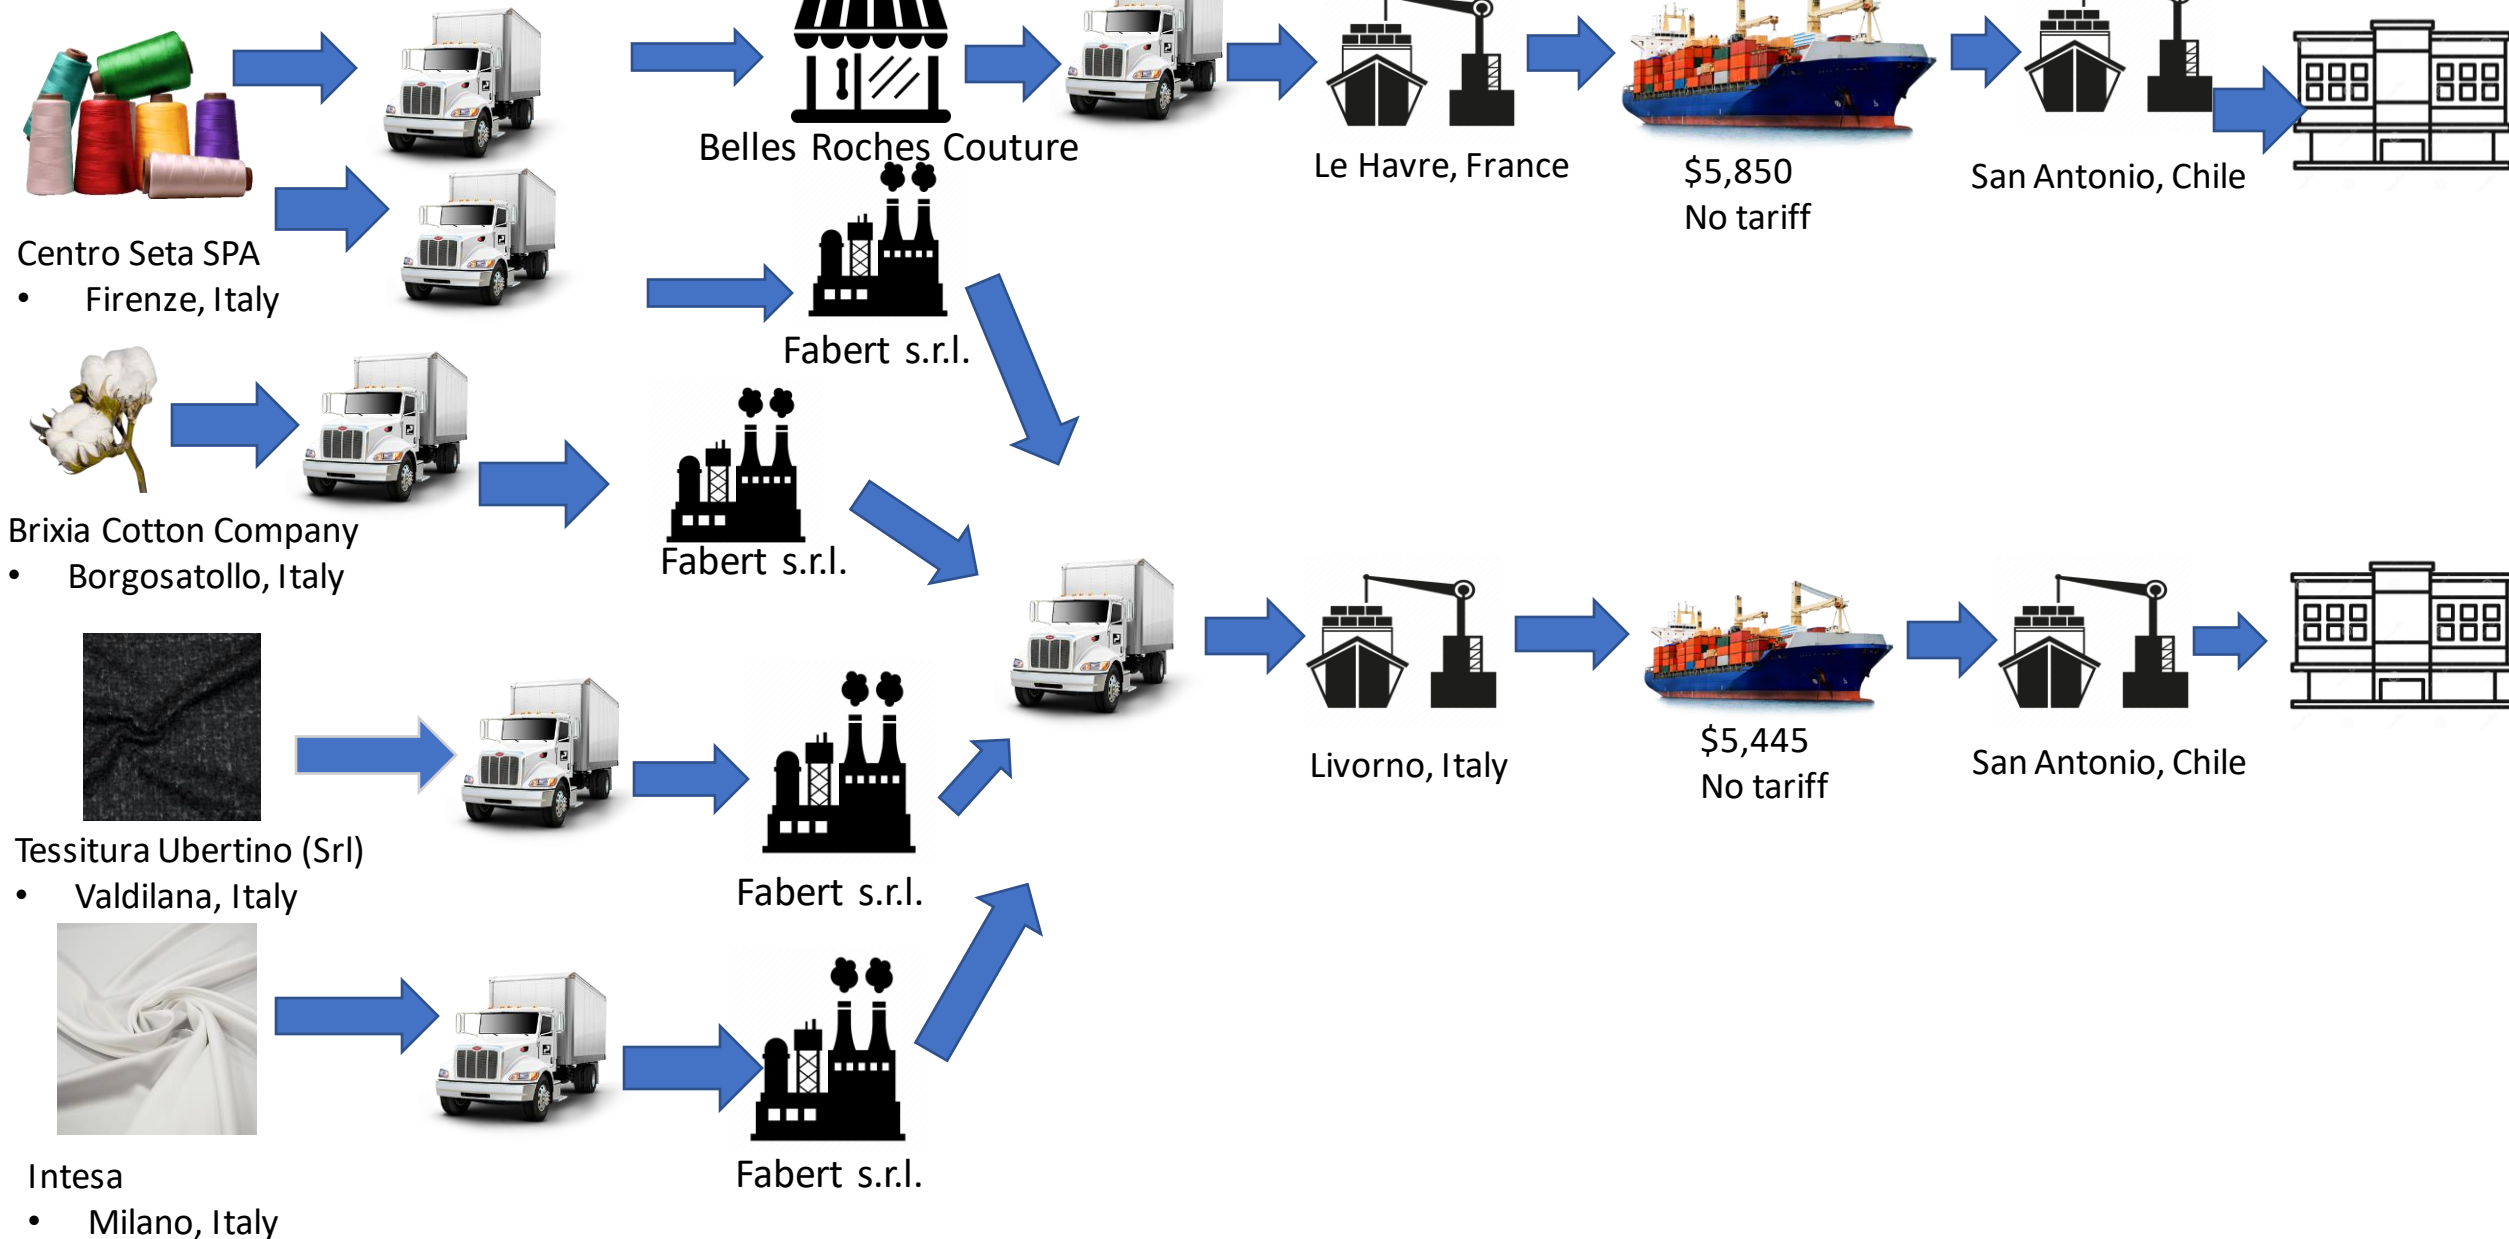 Belles Roches Couture
Le Havre, France
$5,850
No tariff
San Antonio, Chile
Centro Seta SPA
• Firenze, Italy
Fabert s.r.l.
Brixia Cotton Company
• Borgosatollo, Italy
Fabert s.r.l.
Livorno, Italy
$5,445
No tariff
San Antonio, Chile
Tessitura Ubertino (Srl)
• Valdilana, Italy
Fabert s.r.l.
Intesa
• Milano, Italy
Fabert s.r.l.